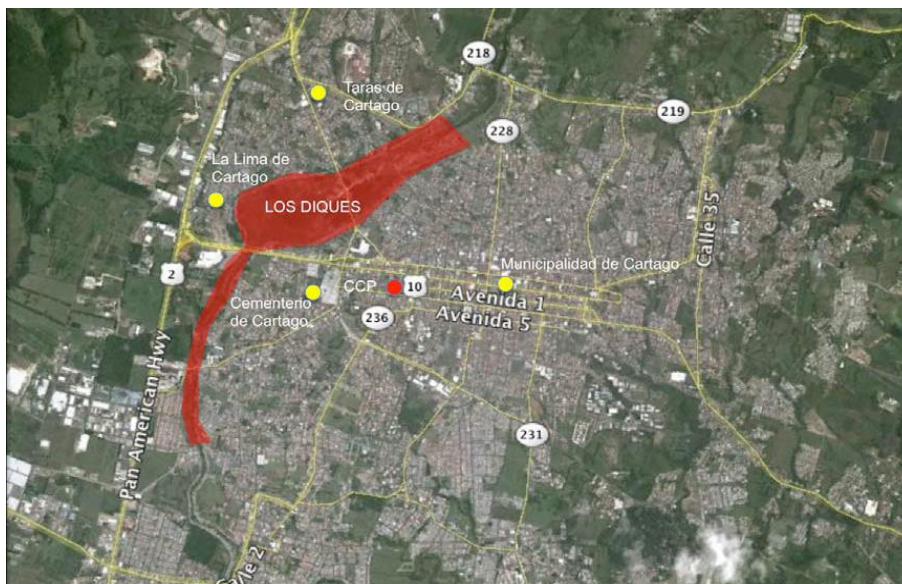 218
Taras de
Cartago
219
228
La Lima de
Cartago
LOS DIQUES
Calle 35
2
Municipalidad de Cartago
CCP
10
Avenida 1
Cementerio
de Cartago
236
Avenida 5
Pan American Hwy
231
Calle 2